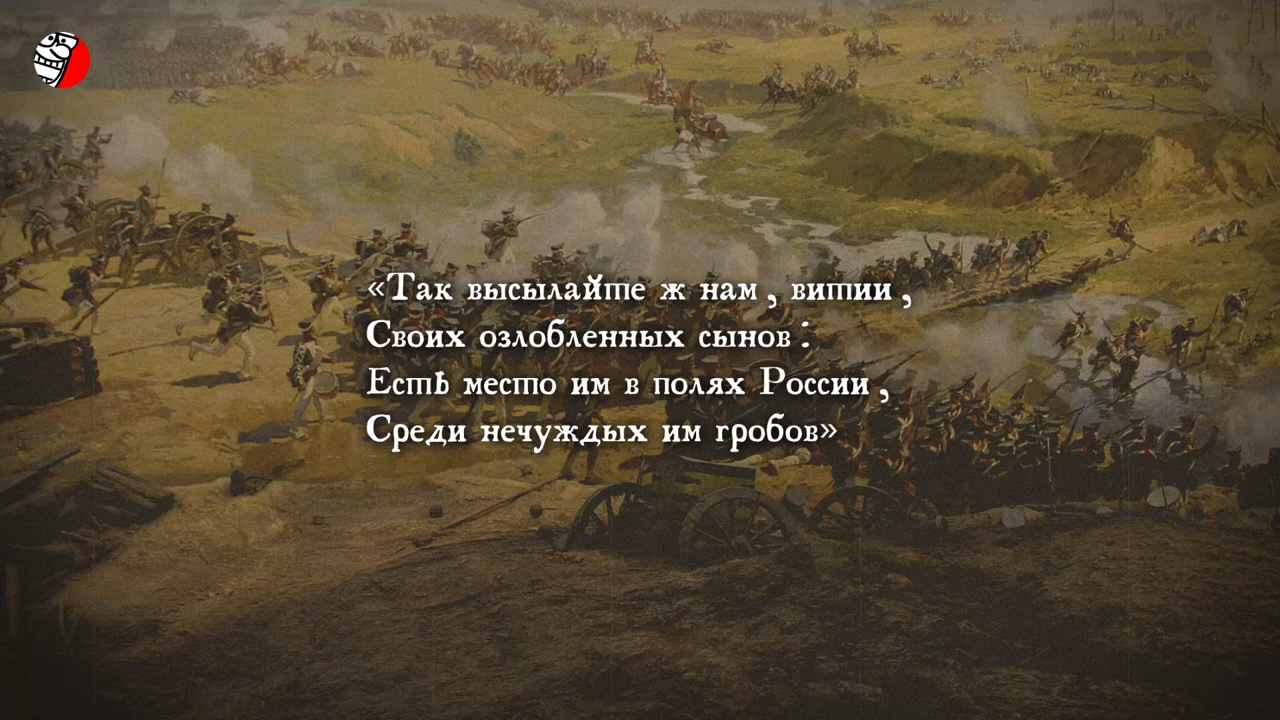 «Так высылайте ж нам , витии ,
Своих озлобленных сынов :
Есть место им в полях России ,
Среди нечуждых им гробов»